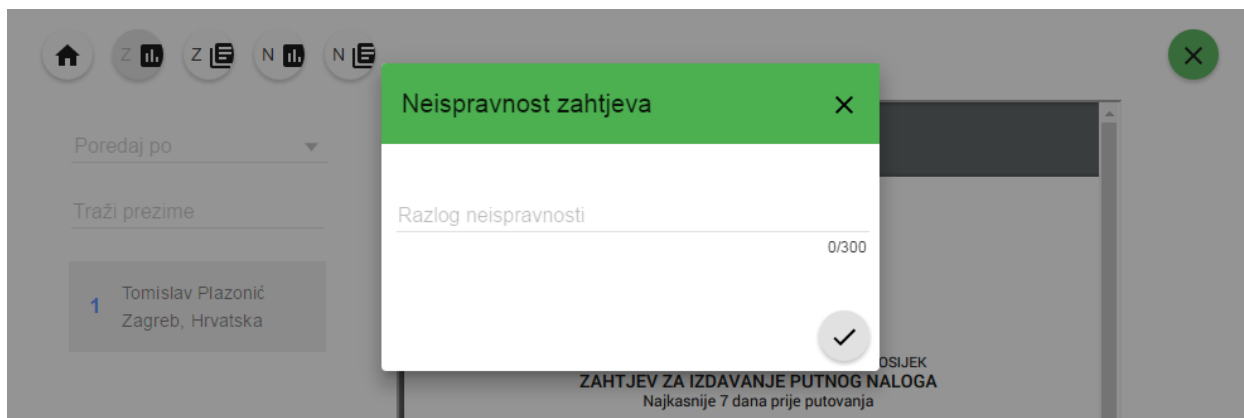 Z
Z
N
N
Neispravnost zahtjeva
Poredaj po
Traži prezime
Razlog neispravnosti
0/300
1
Tomislav Plazonić
Zagreb, Hrvatska
OSIJEK
ZAHTJEV ZA IZDAVANJE PUTNOG NALOGA
Najkasnije 7 dana prije putovanja